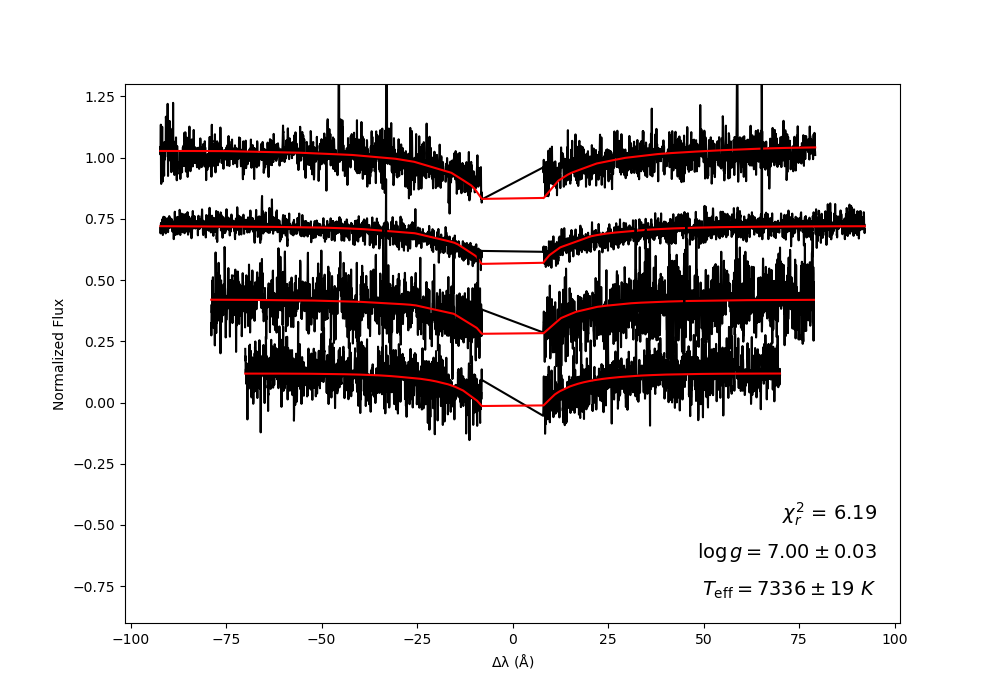 1.25
1.00
0.75
0.50
0.25
0.00
−0.25
−0.50
−0.75
Normalized Flux
χ²ᵣ = 6.19
log g = 7.00 ± 0.03
T_eff = 7336 ± 19 K
−100 −75 −50 −25 0 25 50 75 100
Δλ (Å)